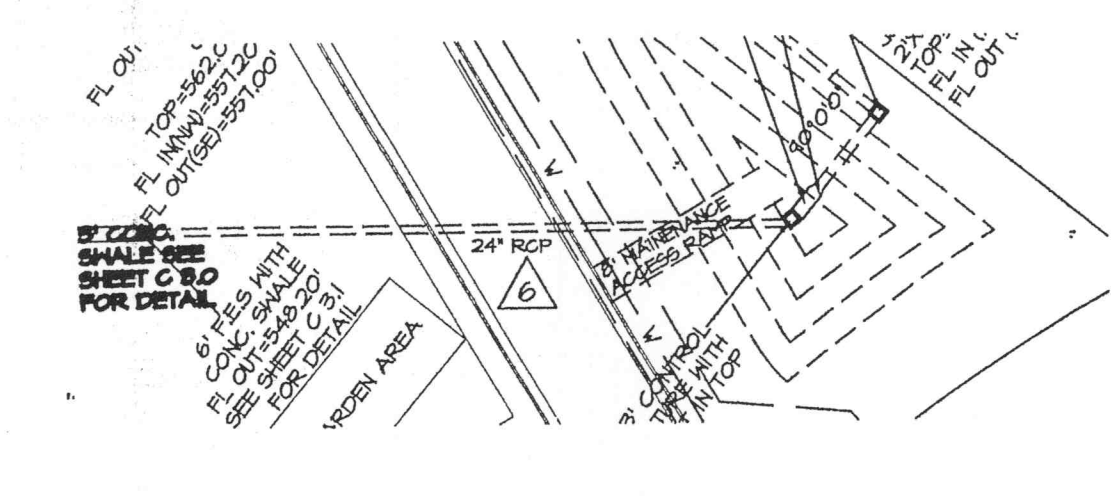 FL OUT
TOP=562.0
FL IN(NW)=557.20
FL OUT(SE)=557.00'
5' CONC.
SWALE SEE
SHEET C 3.0
FOR DETAIL
6' F.E.S WITH
CONC. SWALE
FL OUT=548.20'
SEE SHEET C 3.1
FOR DETAIL
ARDEN AREA
24" RCP
6
W
W
8' MAINENANCE
ACCESS RAMP
3' CONTROL
TURE WITH
IN TOP
90°0'0"
2'X
TOP=
FL IN (
FL OUT (